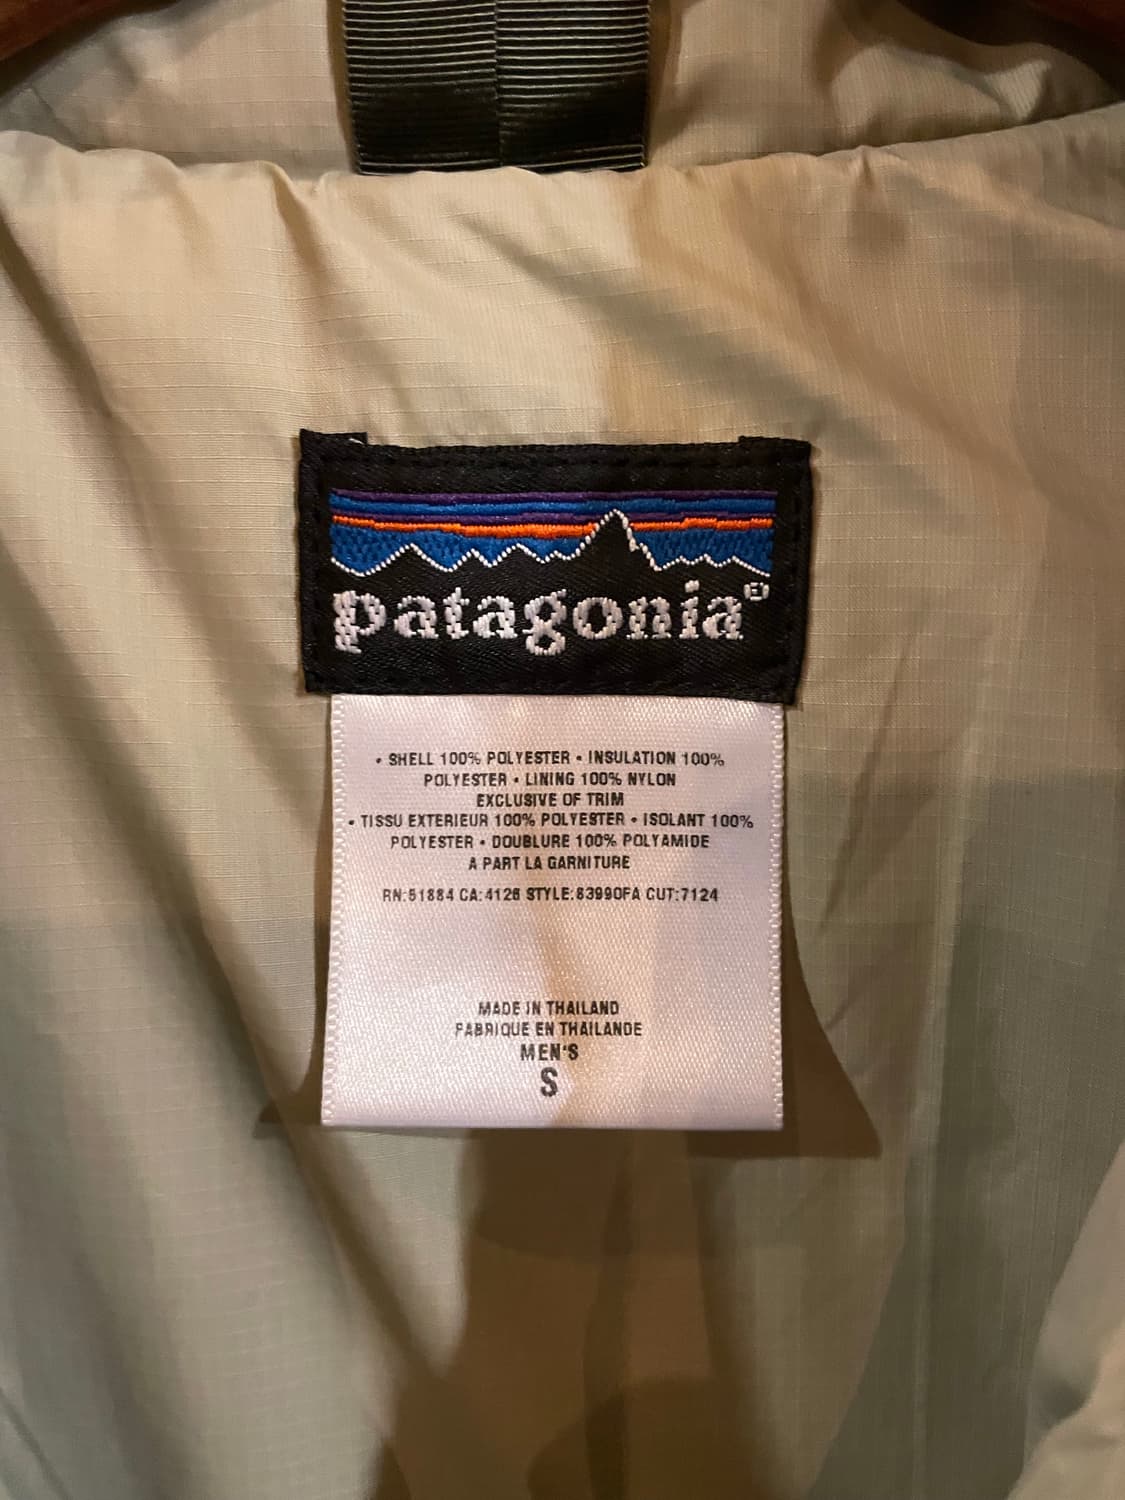 patagonia®
• SHELL 100% POLYESTER • INSULATION 100%
POLYESTER • LINING 100% NYLON
EXCLUSIVE OF TRIM
• TISSU EXTERIEUR 100% POLYESTER • ISOLANT 100%
POLYESTER • DOUBLURE 100% POLYAMIDE
A PART LA GARNITURE
RN:51884 CA:4126 STYLE:83990FA CUT:7124
MADE IN THAILAND
FABRIQUE EN THAILANDE
MEN'S
S